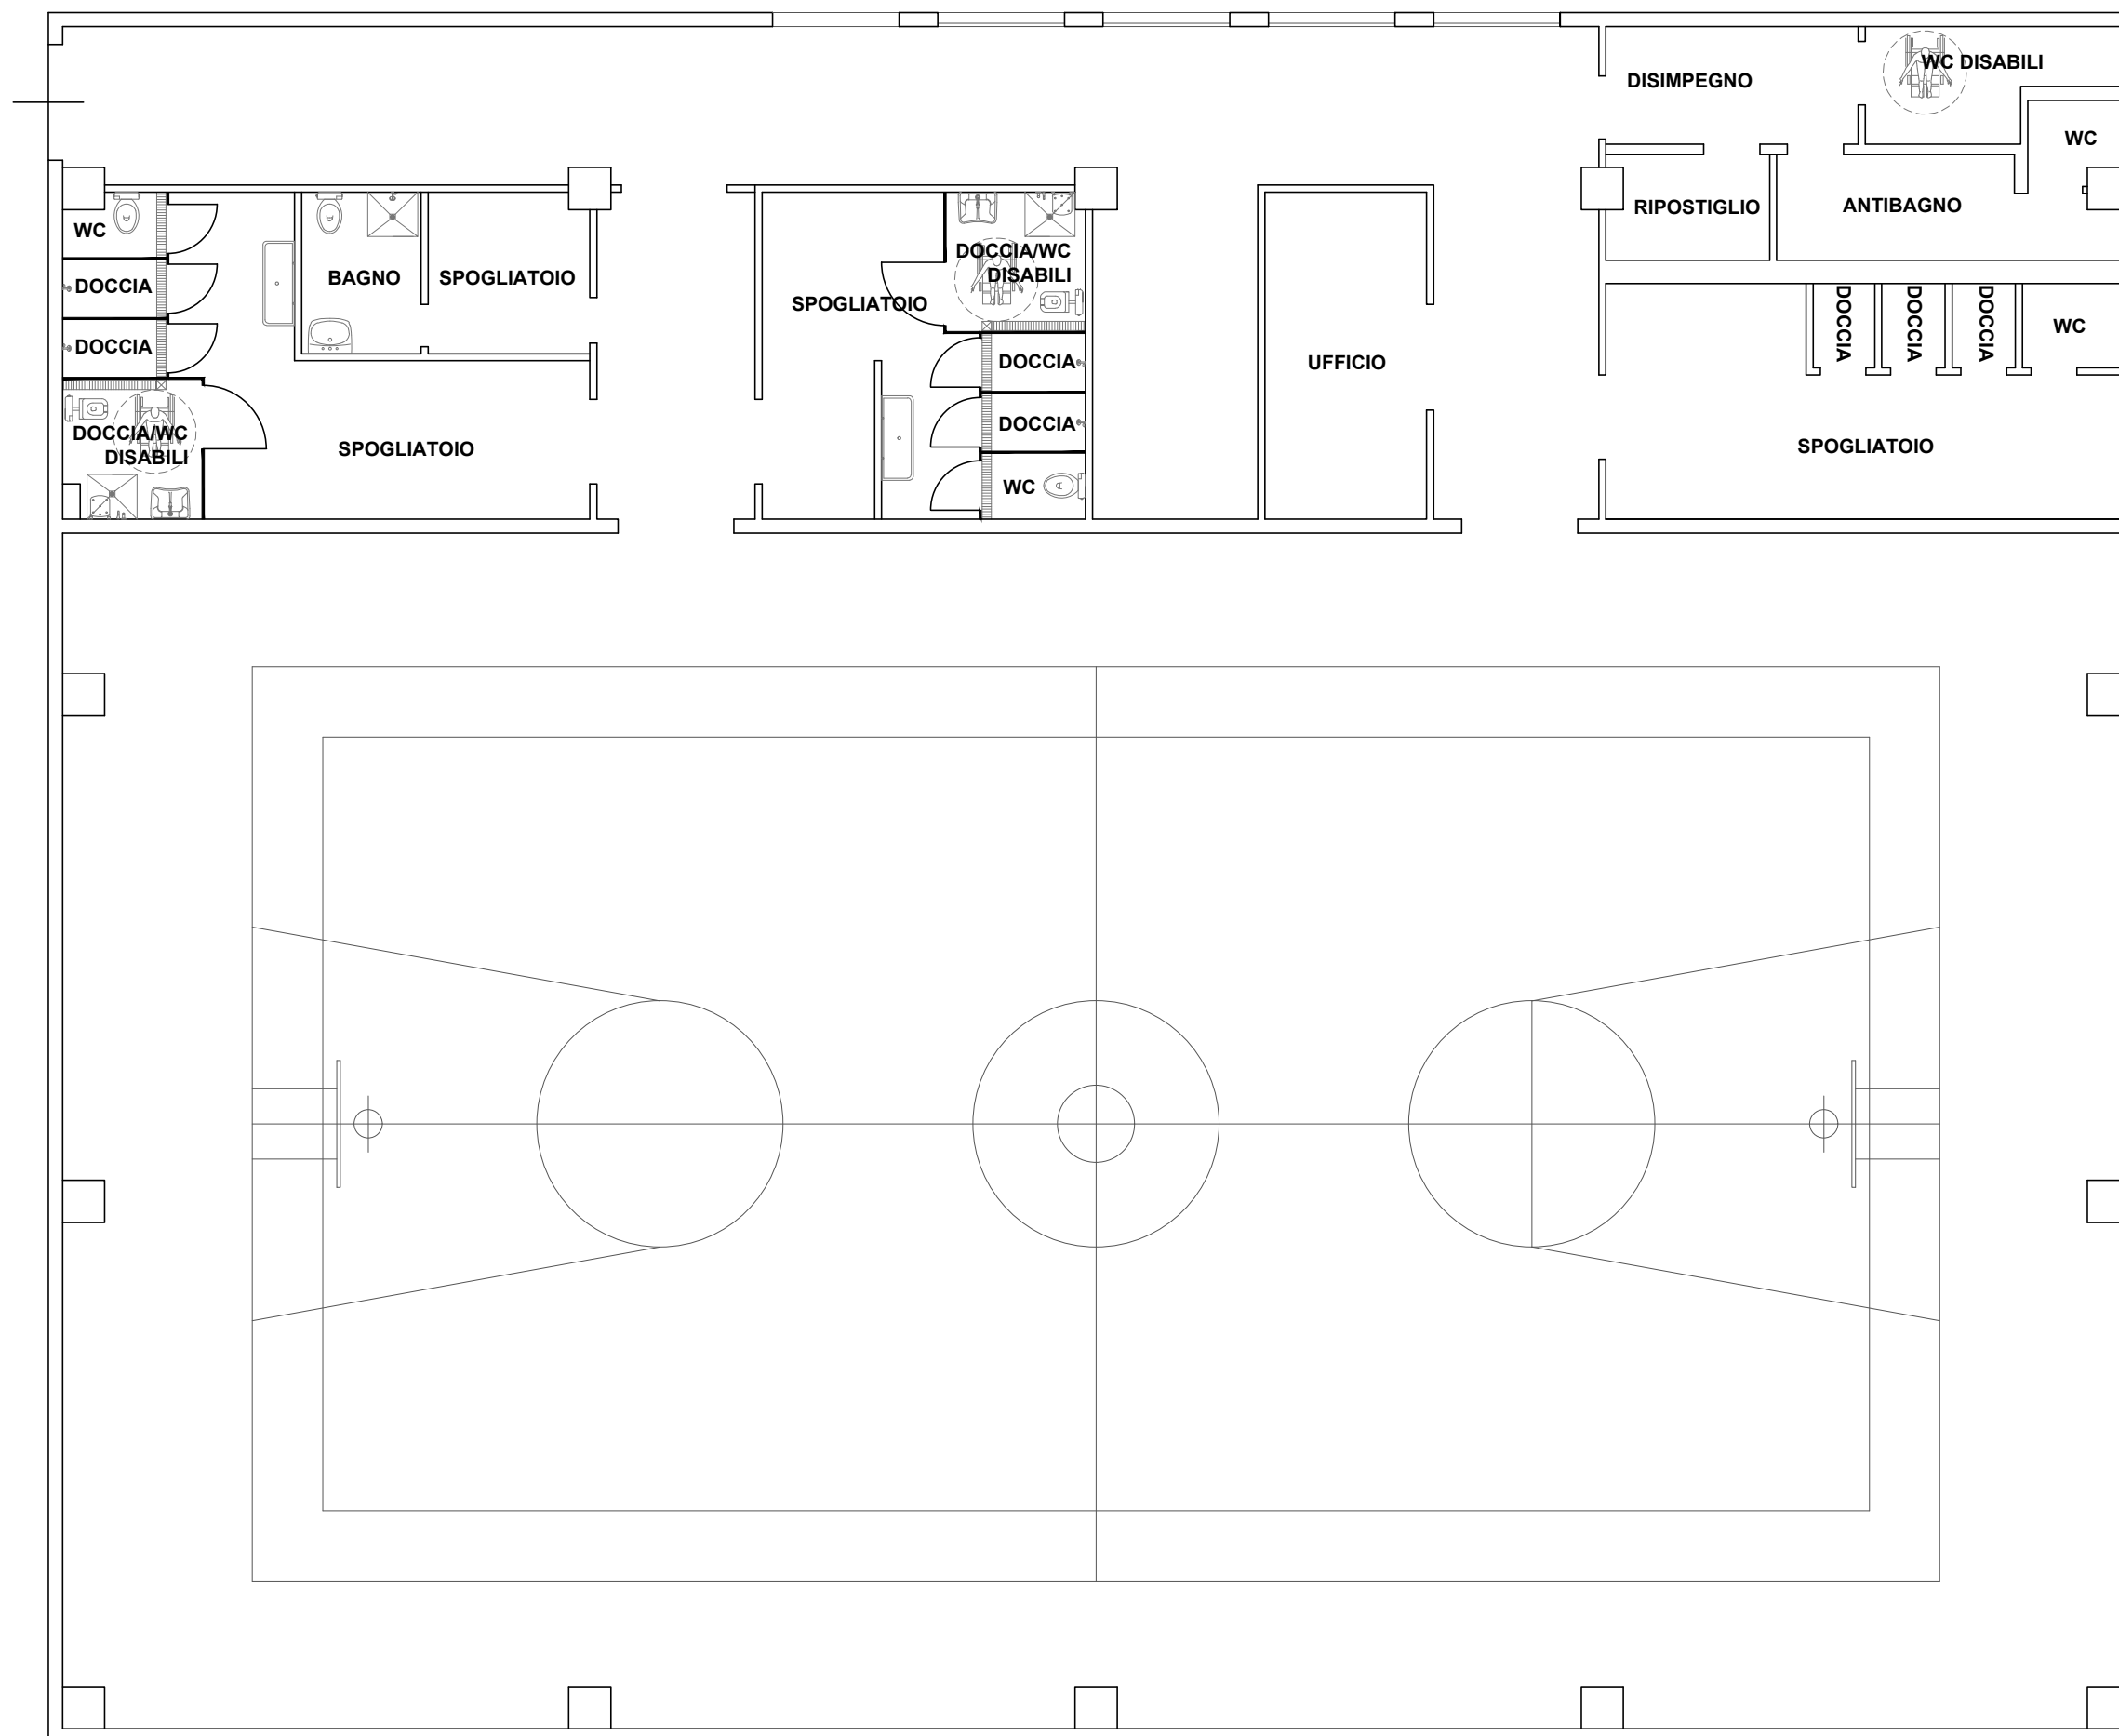 DISIMPEGNO
WC DISABILI
WC
RIPOSTIGLIO
ANTIBAGNO
WC
DOCCIA
DOCCIA
DOCCIA/WC
DISABILI
BAGNO
SPOGLIATOIO
SPOGLIATOIO
SPOGLIATOIO
DOCCIA/WC
DISABILI
DOCCIA
DOCCIA
WC
UFFICIO
DOCCIA
DOCCIA
DOCCIA
WC
SPOGLIATOIO